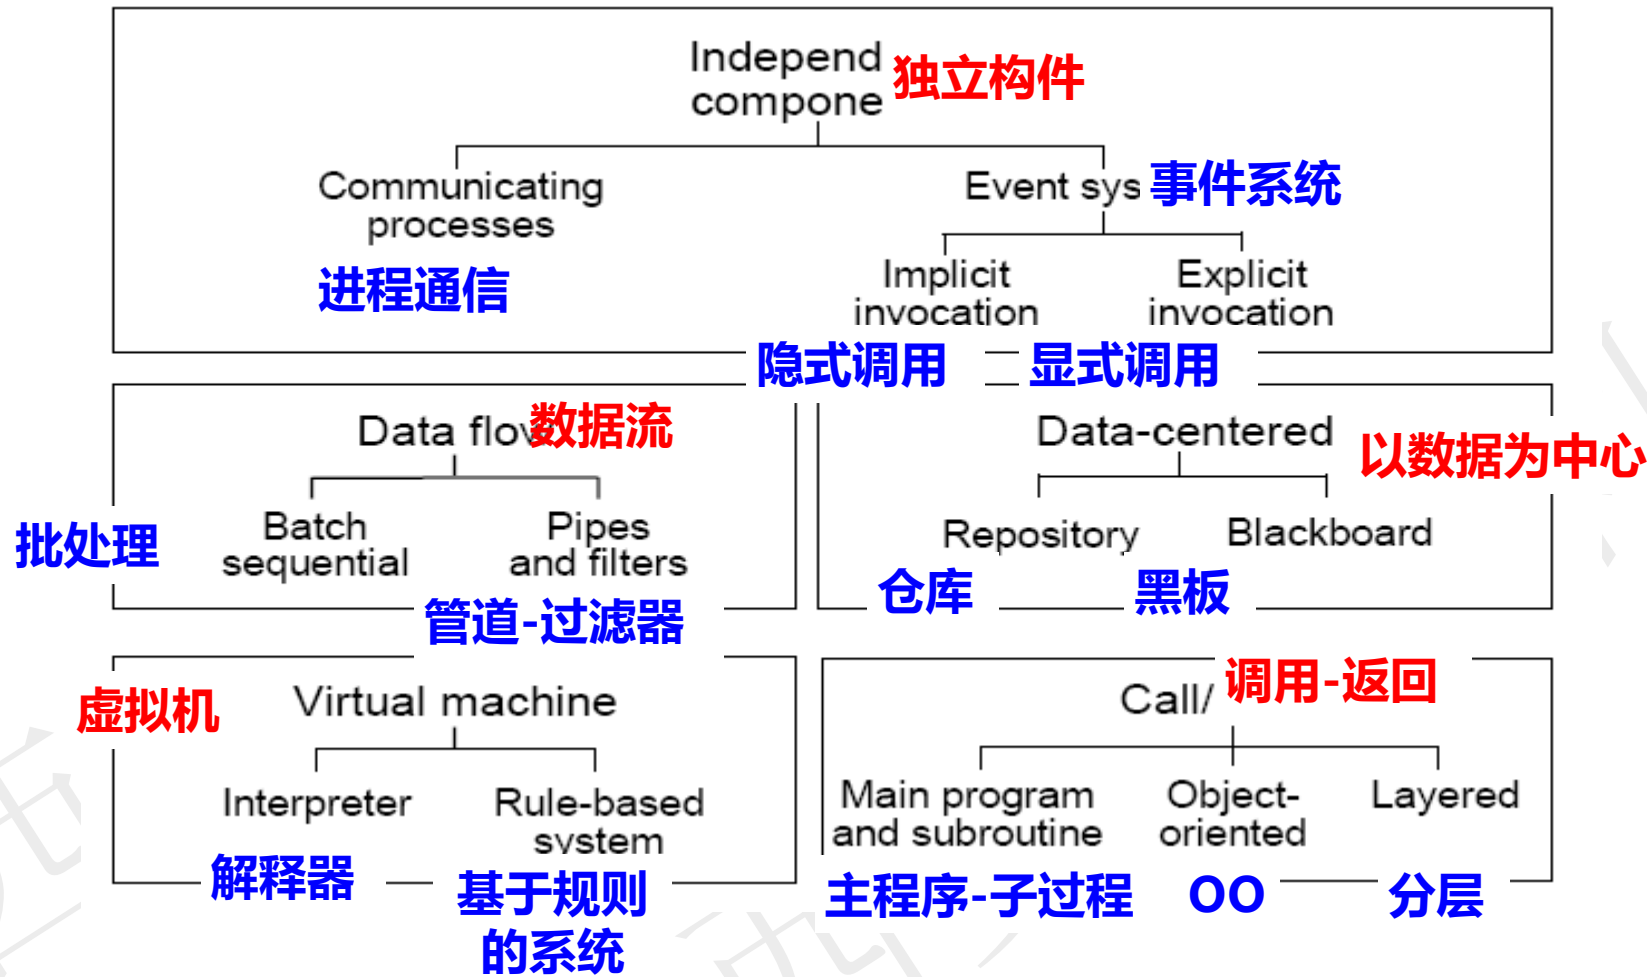 Independ
compone
独立构件
Communicating
processes
进程通信
Event sys
事件系统
Implicit
invocation
隐式调用
Explicit
invocation
显式调用
Data flow
数据流
Batch
sequential
批处理
Pipes
and filters
管道-过滤器
Data-centered
以数据为中心
Repository
仓库
Blackboard
黑板
Virtual machine
虚拟机
Interpreter
解释器
Rule-based
system
基于规则
的系统
Call/
调用-返回
Main program
and subroutine
主程序-子过程
Object-
oriented
OO
Layered
分层